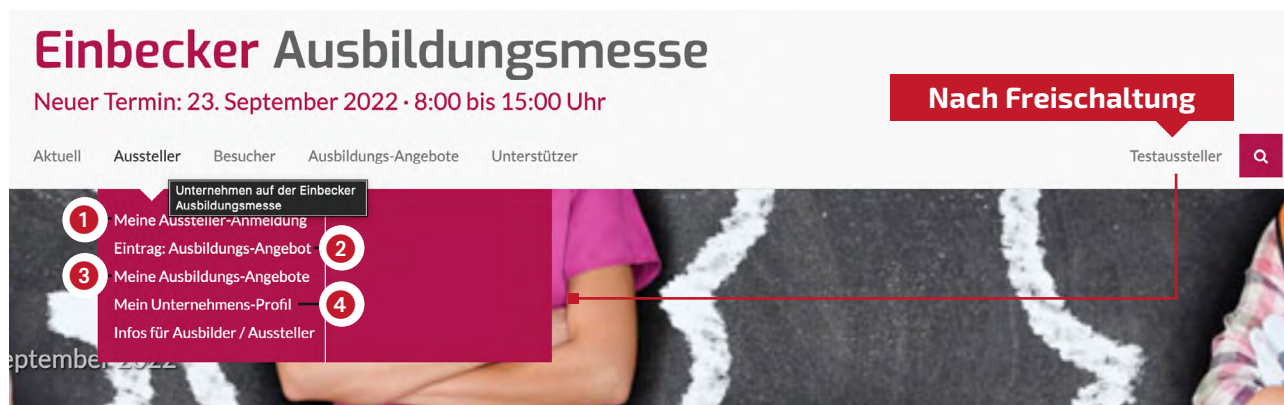 Einbecker Ausbildungsmesse
Neuer Termin: 23. September 2022 · 8:00 bis 15:00 Uhr
Nach Freischaltung
Aktuell Aussteller Besucher Ausbildungs-Angebote Unterstützer Testaussteller
Unternehmen auf der Einbecker
Ausbildungsmesse
1 Meine Aussteller-Anmeldung
Eintrag: Ausbildungs-Angebot 2
3 Meine Ausbildungs-Angebote
Mein Unternehmens-Profil 4
Infos für Ausbilder / Aussteller
eptember 2022